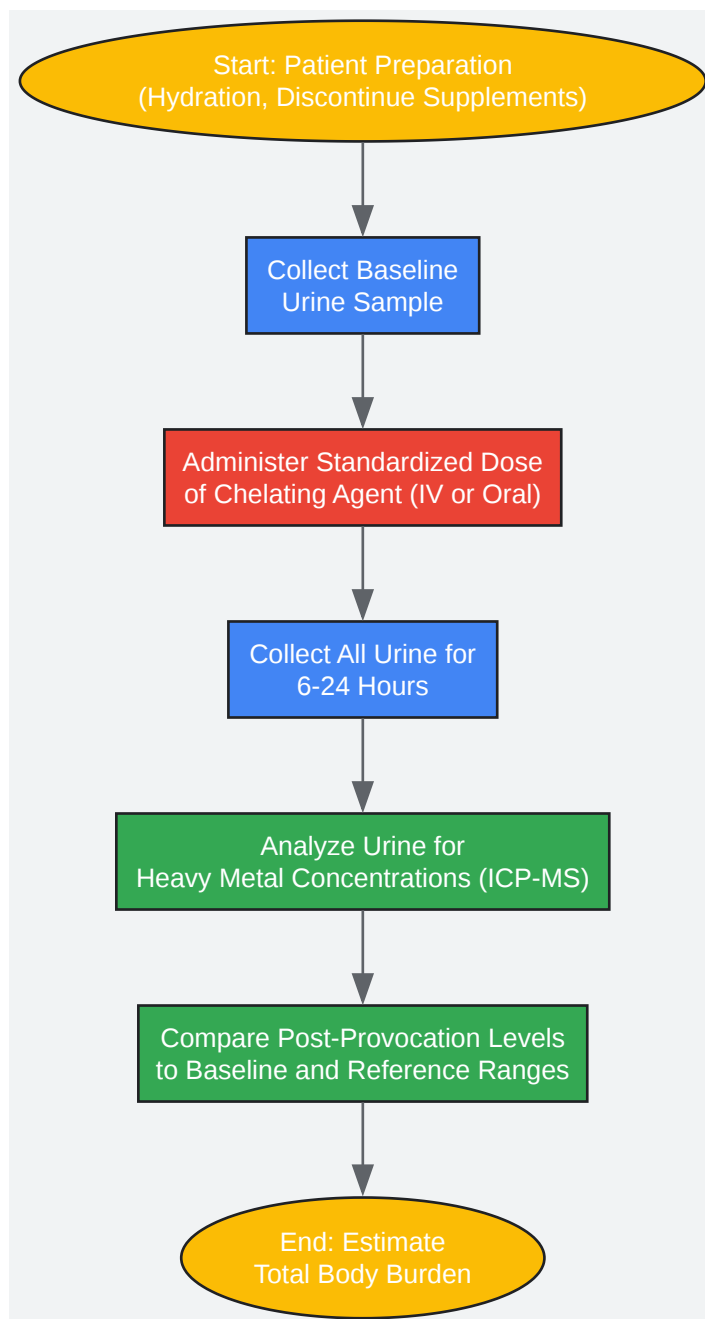 Start: Patient Preparation
(Hydration, Discontinue Supplements)
Collect Baseline
Urine Sample
Administer Standardized Dose
of Chelating Agent (IV or Oral)
Collect All Urine for
6-24 Hours
Analyze Urine for
Heavy Metal Concentrations (ICP-MS)
Compare Post-Provocation Levels
to Baseline and Reference Ranges
End: Estimate
Total Body Burden